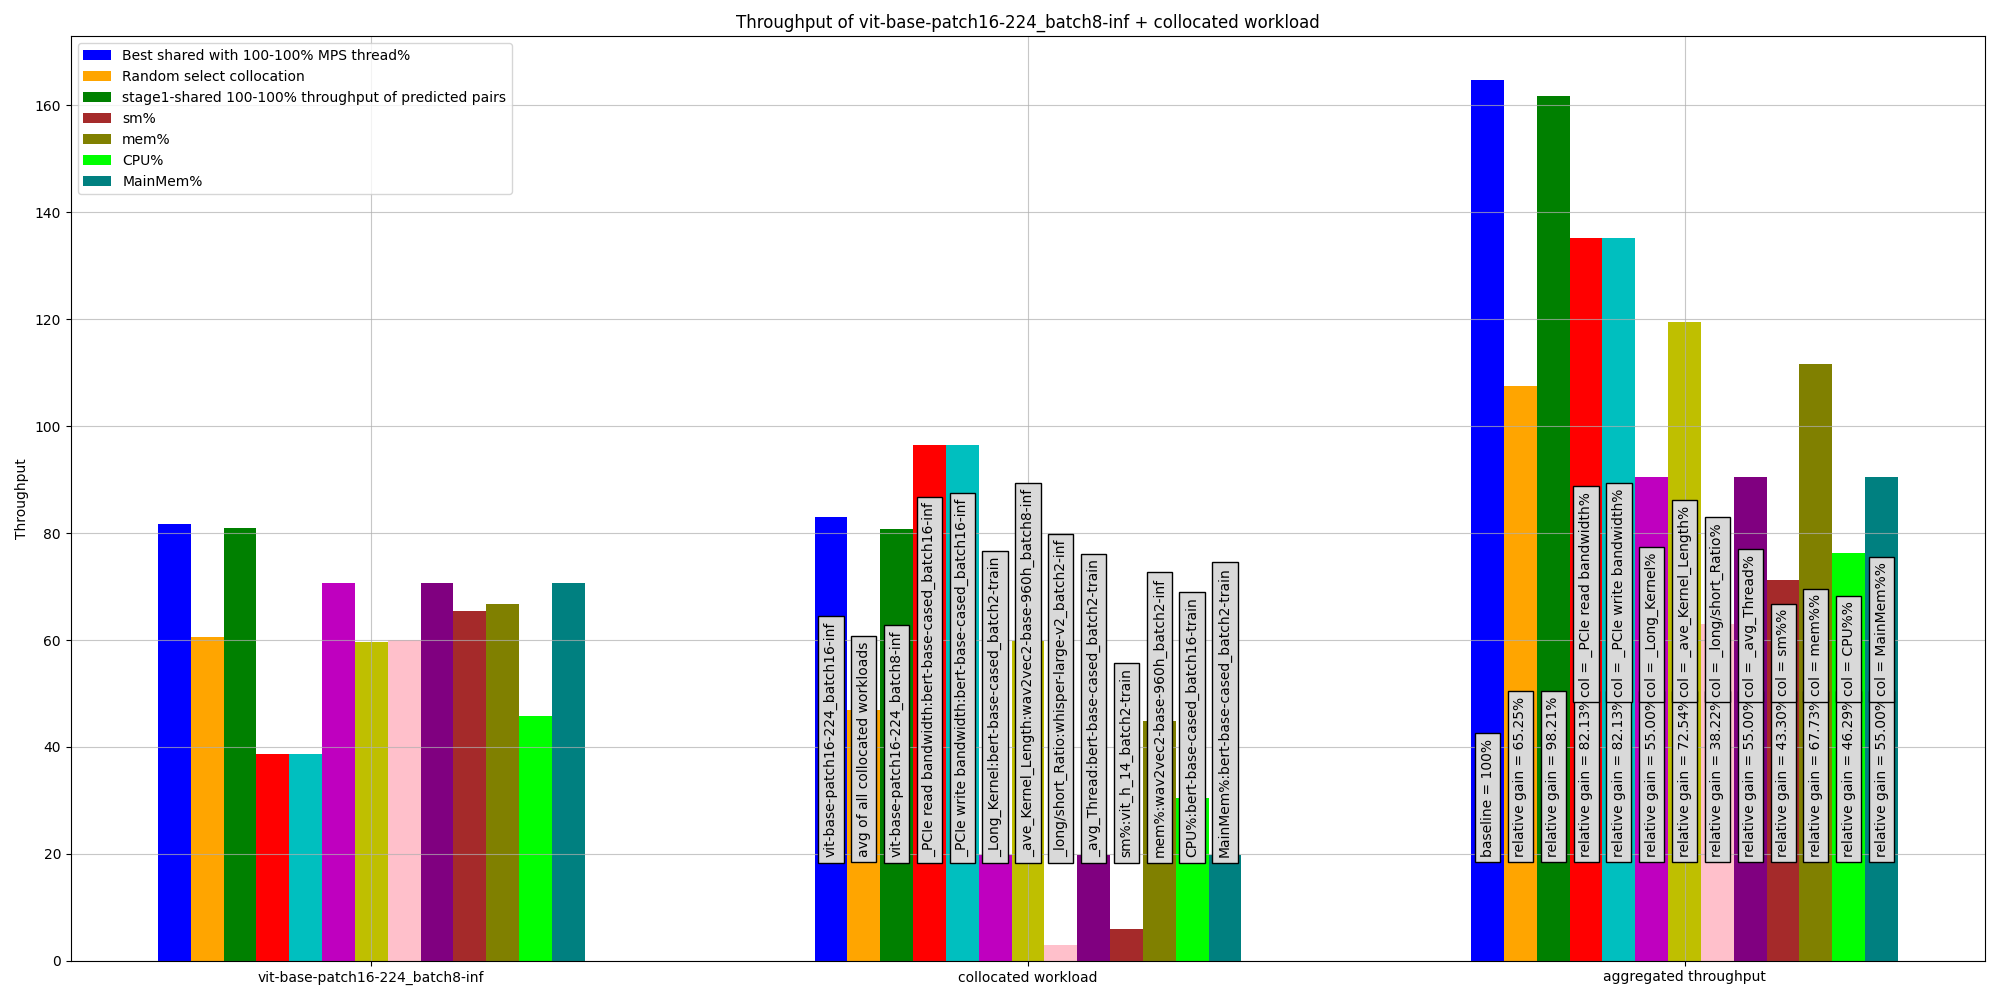 Throughput of vit-base-patch16-224_batch8-inf + collocated workload
Best shared with 100-100% MPS thread%
Random select collocation
stage1-shared 100-100% throughput of predicted pairs
sm%
mem%
CPU%
MainMem%
Throughput
160
140
120
100
80
60
40
20
0
vit-base-patch16-224_batch16-inf
avg of all collocated workloads
vit-base-patch16-224_batch8-inf
_PCIe read bandwidth:bert-base-cased_batch16-inf
_PCIe write bandwidth:bert-base-cased_batch16-inf
_Long_Kernel:bert-base-cased_batch2-train
_ave_Kernel_Length:wav2vec2-base-960h_batch8-inf
_long/short_Ratio:whisper-large-v2_batch2-inf
_avg_Thread:bert-base-cased_batch2-train
sm%:vit_h_14_batch2-train
mem%:wav2vec2-base-960h_batch2-inf
CPU%:bert-base-cased_batch16-train
MainMem%:bert-base-cased_batch2-train
baseline = 100%
relative gain = 65.25%
relative gain = 98.21%
relative gain = 82.13% col = _PCIe read bandwidth%
relative gain = 82.13% col = _PCIe write bandwidth%
relative gain = 55.00% col = _Long_Kernel%
relative gain = 72.54% col = _ave_Kernel_Length%
relative gain = 38.22% col = _long/short_Ratio%
relative gain = 55.00% col = _avg_Thread%
relative gain = 43.30% col = sm%%
relative gain = 67.73% col = mem%%
relative gain = 46.29% col = CPU%%
relative gain = 55.00% col = MainMem%%
vit-base-patch16-224_batch8-inf
collocated workload
aggregated throughput